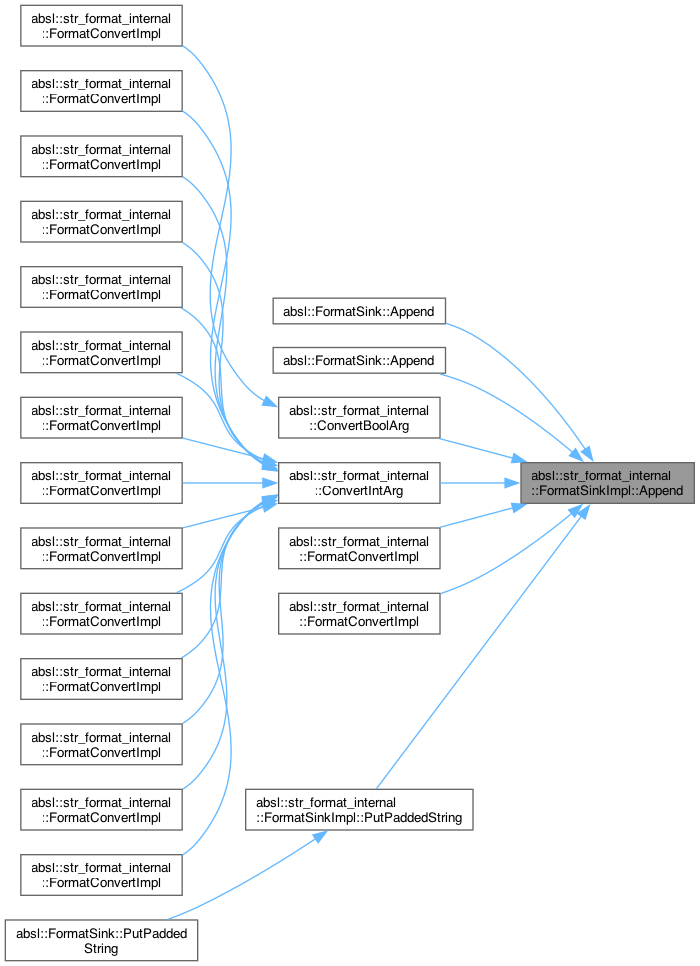 absl::str_format_internal
::FormatConvertImpl
absl::str_format_internal
::FormatConvertImpl
absl::str_format_internal
::FormatConvertImpl
absl::str_format_internal
::FormatConvertImpl
absl::str_format_internal
::FormatConvertImpl
absl::str_format_internal
::FormatConvertImpl
absl::str_format_internal
::FormatConvertImpl
absl::str_format_internal
::FormatConvertImpl
absl::str_format_internal
::FormatConvertImpl
absl::str_format_internal
::FormatConvertImpl
absl::str_format_internal
::FormatConvertImpl
absl::str_format_internal
::FormatConvertImpl
absl::str_format_internal
::FormatConvertImpl
absl::str_format_internal
::FormatConvertImpl
absl::FormatSink::PutPadded
String
absl::FormatSink::Append
absl::FormatSink::Append
absl::str_format_internal
::ConvertBoolArg
absl::str_format_internal
::ConvertIntArg
absl::str_format_internal
::FormatConvertImpl
absl::str_format_internal
::FormatConvertImpl
absl::str_format_internal
::FormatSinkImpl::PutPaddedString
absl::str_format_internal
::FormatSinkImpl::Append